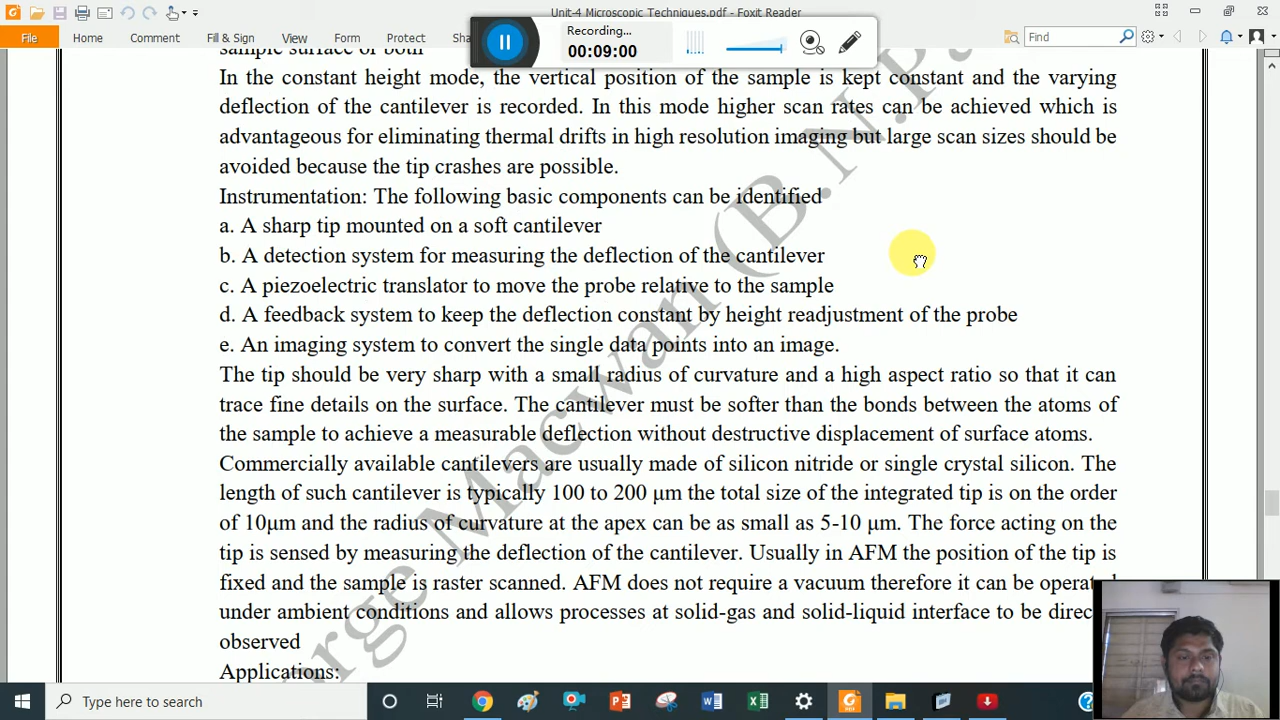 Unit-4 Microscopic Techniques.pdf - Foxit Reader
File Home Comment Fill & Sign View Form Protect Sha Find
Recording...
00:09:00
sample surface or both
In the constant height mode, the vertical position of the sample is kept constant and the varying
deflection of the cantilever is recorded. In this mode higher scan rates can be achieved which is
advantageous for eliminating thermal drifts in high resolution imaging but large scan sizes should be
avoided because the tip crashes are possible.
Instrumentation: The following basic components can be identified
a. A sharp tip mounted on a soft cantilever
b. A detection system for measuring the deflection of the cantilever
c. A piezoelectric translator to move the probe relative to the sample
d. A feedback system to keep the deflection constant by height readjustment of the probe
e. An imaging system to convert the single data points into an image.
The tip should be very sharp with a small radius of curvature and a high aspect ratio so that it can
trace fine details on the surface. The cantilever must be softer than the bonds between the atoms of
the sample to achieve a measurable deflection without destructive displacement of surface atoms.
Commercially available cantilevers are usually made of silicon nitride or single crystal silicon. The
length of such cantilever is typically 100 to 200 μm the total size of the integrated tip is on the order
of 10μm and the radius of curvature at the apex can be as small as 5-10 μm. The force acting on the
tip is sensed by measuring the deflection of the cantilever. Usually in AFM the position of the tip is
fixed and the sample is raster scanned. AFM does not require a vacuum therefore it can be operat
under ambient conditions and allows processes at solid-gas and solid-liquid interface to be direc
observed
Applications:
orge Macwan (B.N.P.
Type here to search